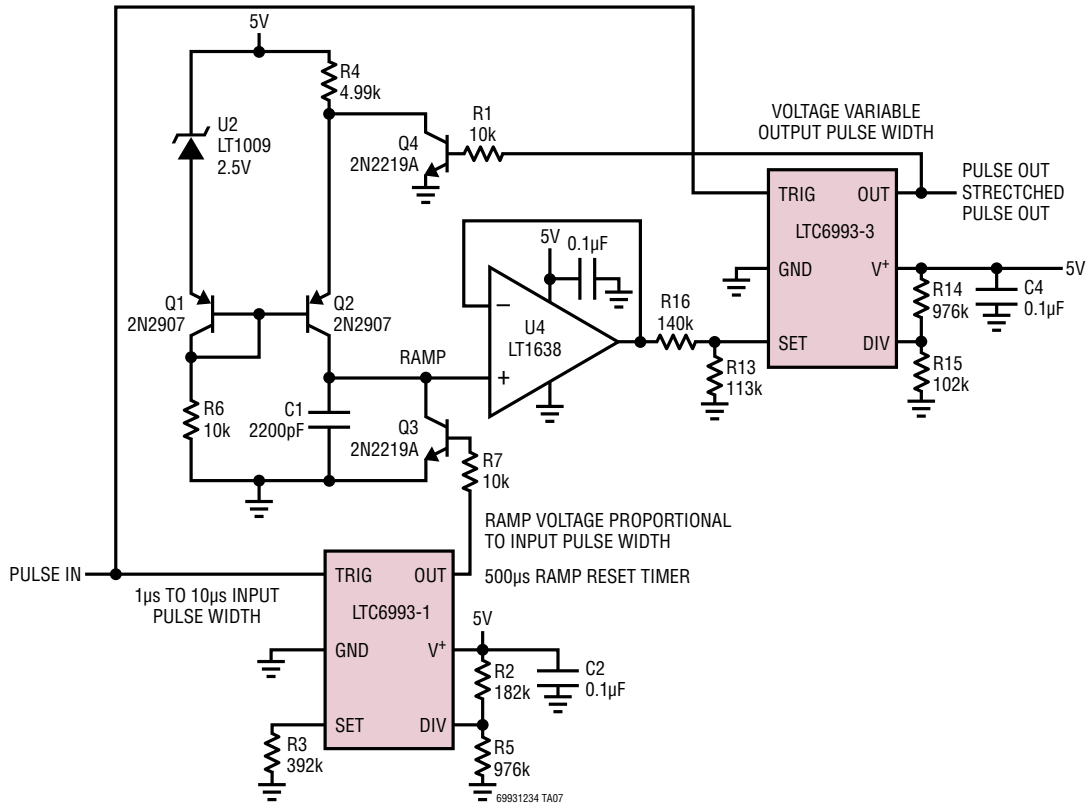 5V
R4
4.99k
U2
LT1009
2.5V
Q4
2N2219A
R1
10k
VOLTAGE VARIABLE
OUTPUT PULSE WIDTH
PULSE OUT
STRECTCHED
PULSE OUT
TRIG
OUT
LTC6993-3
GND
V+
5V
SET
DIV
R14
976k
C4
0.1µF
R15
102k
5V
0.1µF
–
+
U4
LT1638
R16
140k
R13
113k
Q1
2N2907
Q2
2N2907
RAMP
R6
10k
C1
2200pF
Q3
2N2219A
R7
10k
RAMP VOLTAGE PROPORTIONAL
TO INPUT PULSE WIDTH
500µs RAMP RESET TIMER
PULSE IN
1µs TO 10µs INPUT
PULSE WIDTH
TRIG
OUT
LTC6993-1
GND
V+
5V
SET
DIV
R2
182k
C2
0.1µF
R3
392k
R5
976k
69931234 TA07